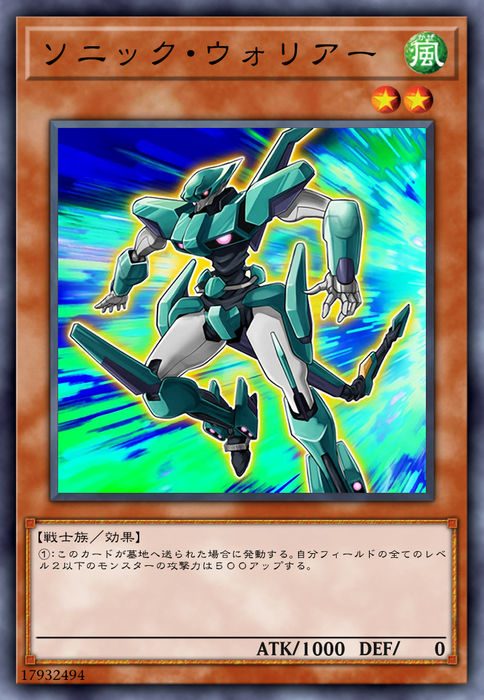 ソニック・ウォリアー
風
かぜ
【戦士族／効果】
①：このカードが墓地へ送られた場合に発動する。自分フィールドの全てのレベ
ル２以下のモンスターの攻撃力は５００アップする。
ATK/1000 DEF/ 0
17932494